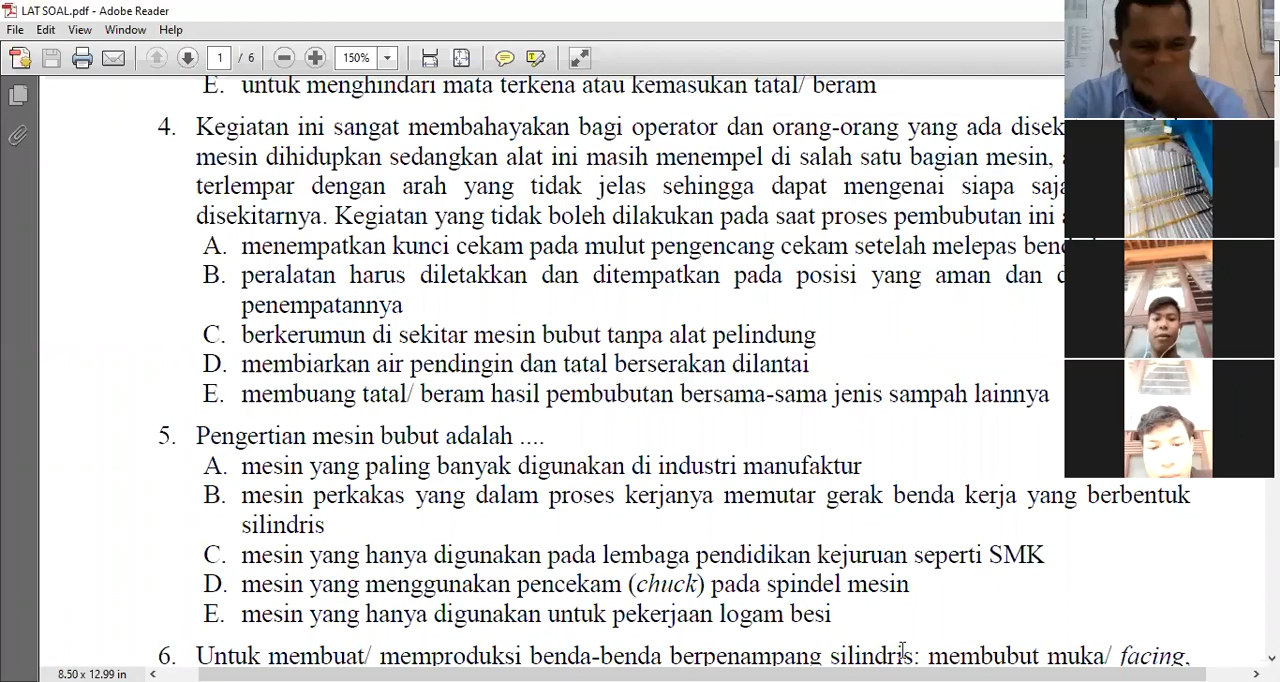 LAT SOAL.pdf - Adobe Reader
File Edit View Window Help
1 / 6 150%
E. untuk menghindari mata terkena atau kemasukan tatal/ beram
4. Kegiatan ini sangat membahayakan bagi operator dan orang-orang yang ada
mesin dihidupkan sedangkan alat ini masih menempel di salah satu bagian mesin,
terlempar dengan arah yang tidak jelas sehingga dapat mengenai siapa
disekitarnya. Kegiatan yang tidak boleh dilakukan pada saat proses pembubutan ini
A. menempatkan kunci cekam pada mulut pengencang cekam setelah melepas
B. peralatan harus diletakkan dan ditempatkan pada posisi yang aman dan
penempatannya
C. berkerumun di sekitar mesin bubut tanpa alat pelindung
D. membiarkan air pendingin dan tatal berserakan dilantai
E. membuang tatal/ beram hasil pembubutan bersama-sama jenis sampah lainnya
5. Pengertian mesin bubut adalah ....
A. mesin yang paling banyak digunakan di industri manufaktur
B. mesin perkakas yang dalam proses kerjanya memutar gerak benda kerja yang berbentuk
silindris
C. mesin yang hanya digunakan pada lembaga pendidikan kejuruan seperti SMK
D. mesin yang menggunakan pencekam (chuck) pada spindel mesin
E. mesin yang hanya digunakan untuk pekerjaan logam besi
6. Untuk membuat/ memproduksi benda-benda berpenampang silindris: membubut muka/ facing,
8.50 x 12.99 in